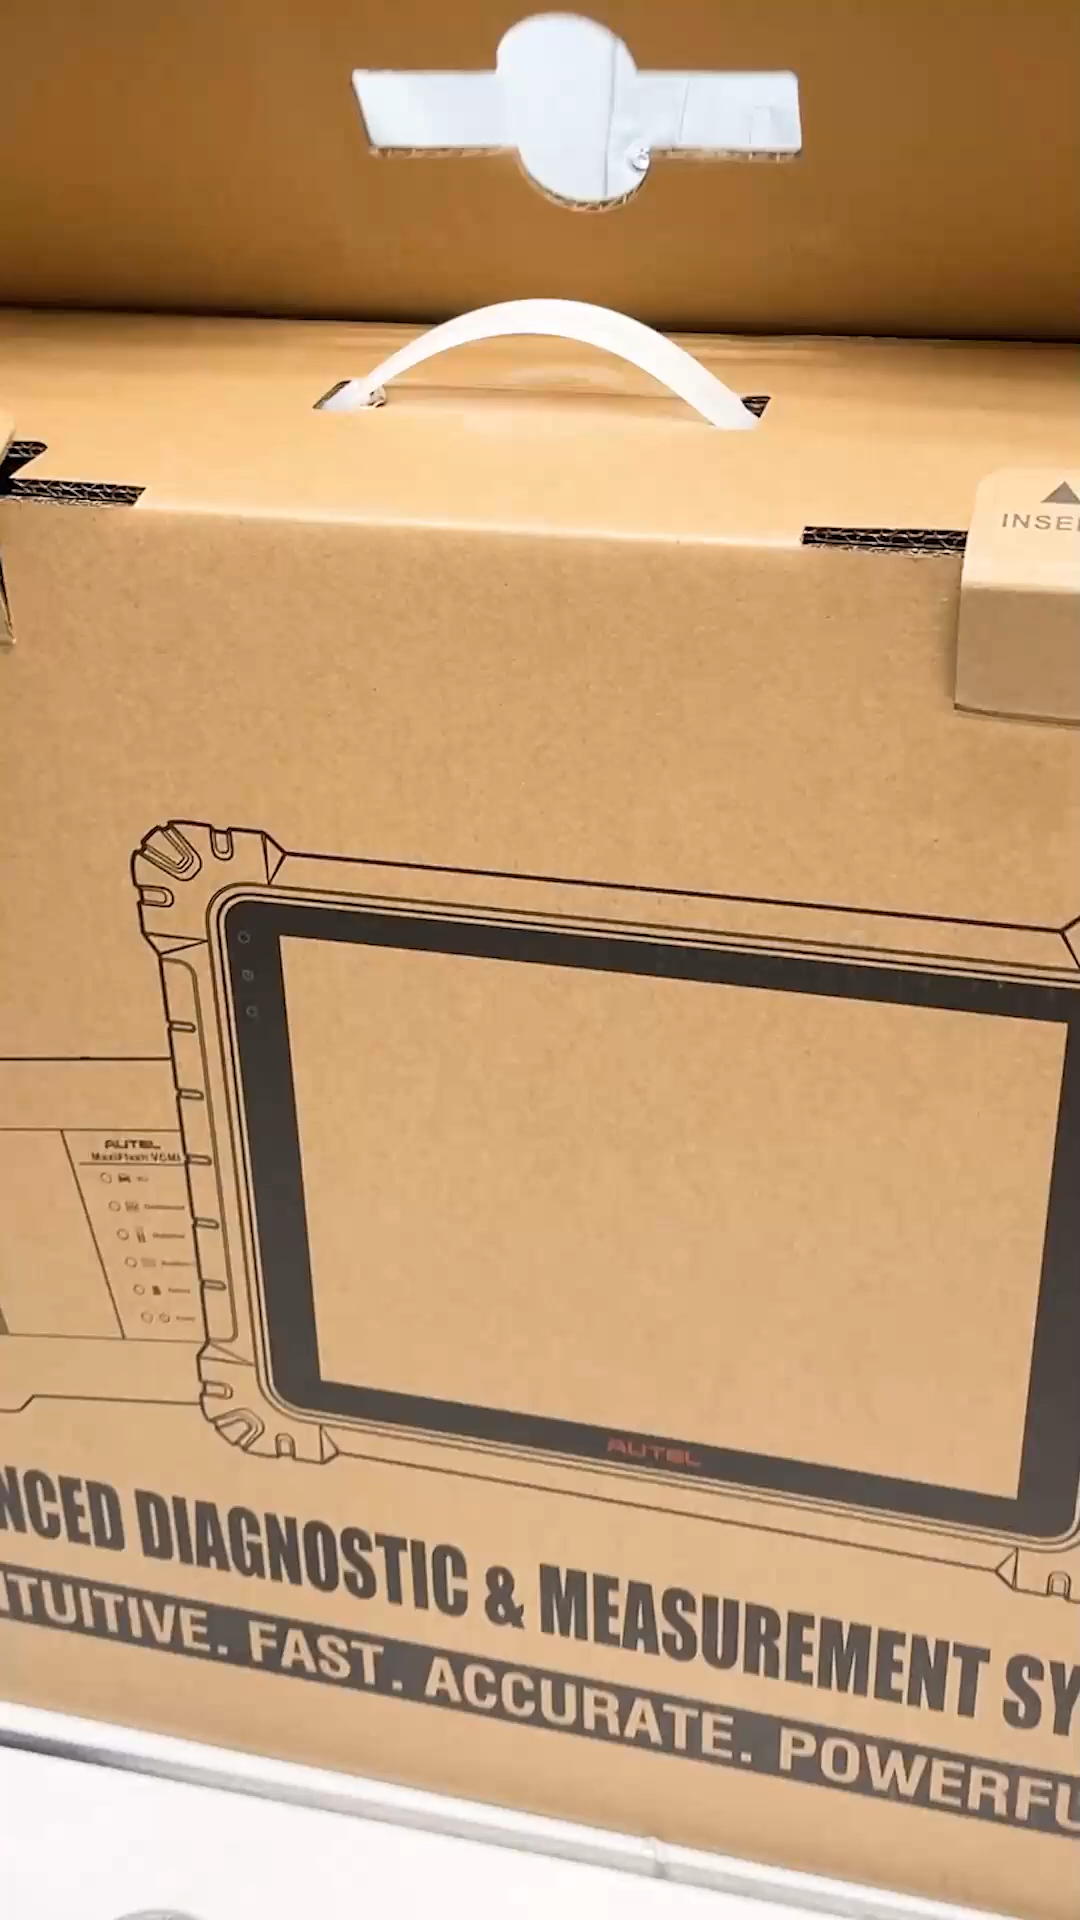 INSE
AUTEL
MaxiFlash VCMI
AUTEL
NCED DIAGNOSTIC & MEASUREMENT SY
TUITIVE. FAST. ACCURATE. POWERFU